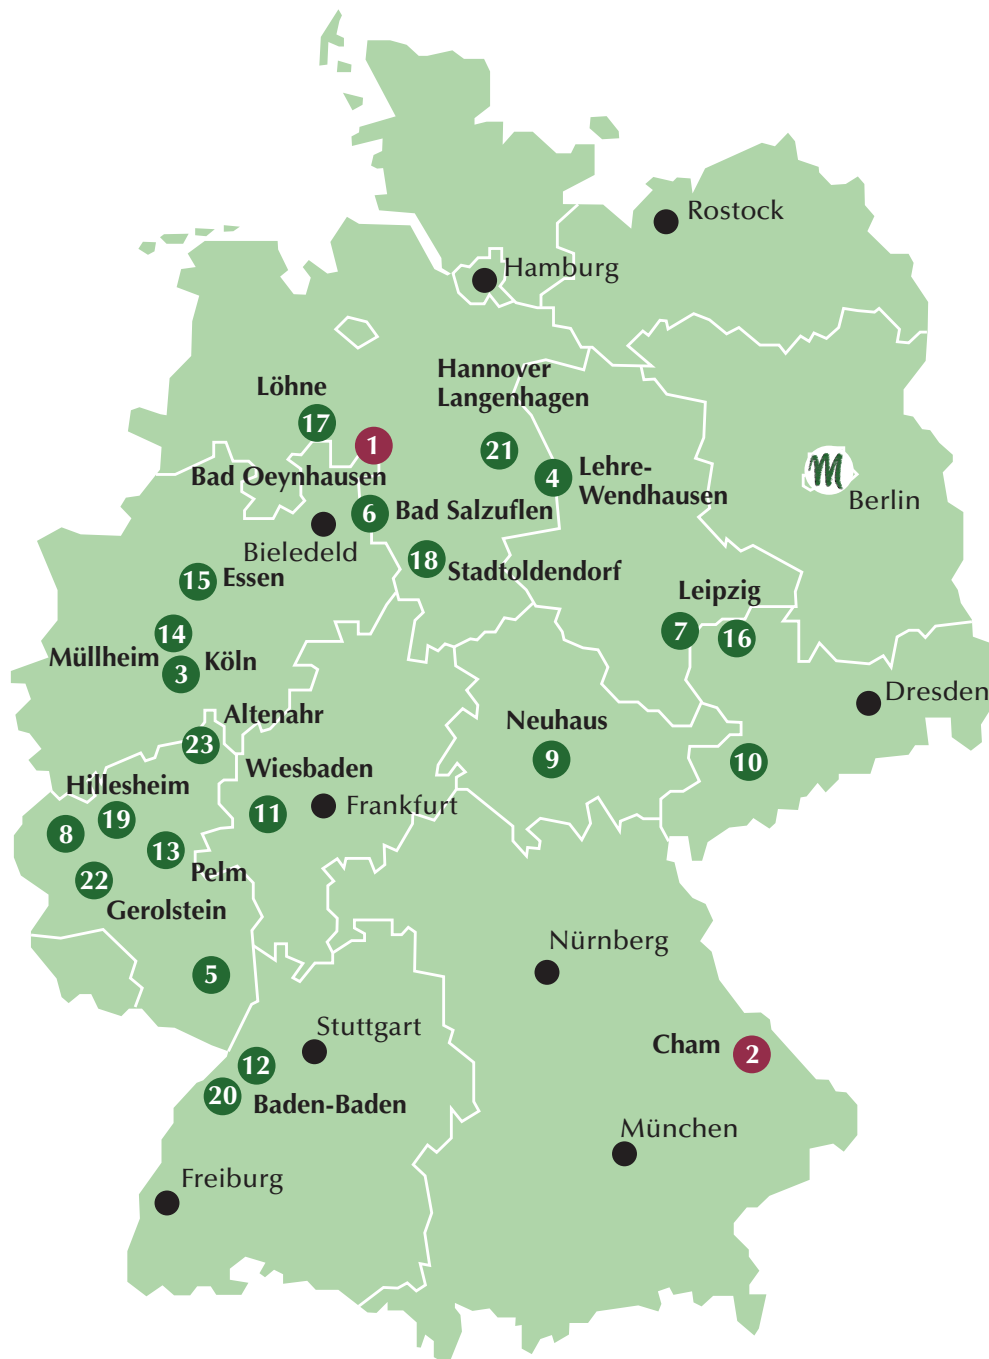 Rostock
Hamburg
Hannover
Langenhagen
Löhne
17
1
21
Bad Oeynhausen
4
Lehre-
Wendhausen
M
Berlin
6
Bad Salzuflen
Bieledeld
18
Stadtoldendorf
15
Essen
Leipzig
7
16
14
Müllheim
3
Köln
Dresden
Altenahr
23
Neuhaus
9
10
Wiesbaden
11
Frankfurt
Hillesheim
19
8
13
Pelm
22
Gerolstein
5
Nürnberg
Stuttgart
Cham
2
12
20
Baden-Baden
München
Freiburg